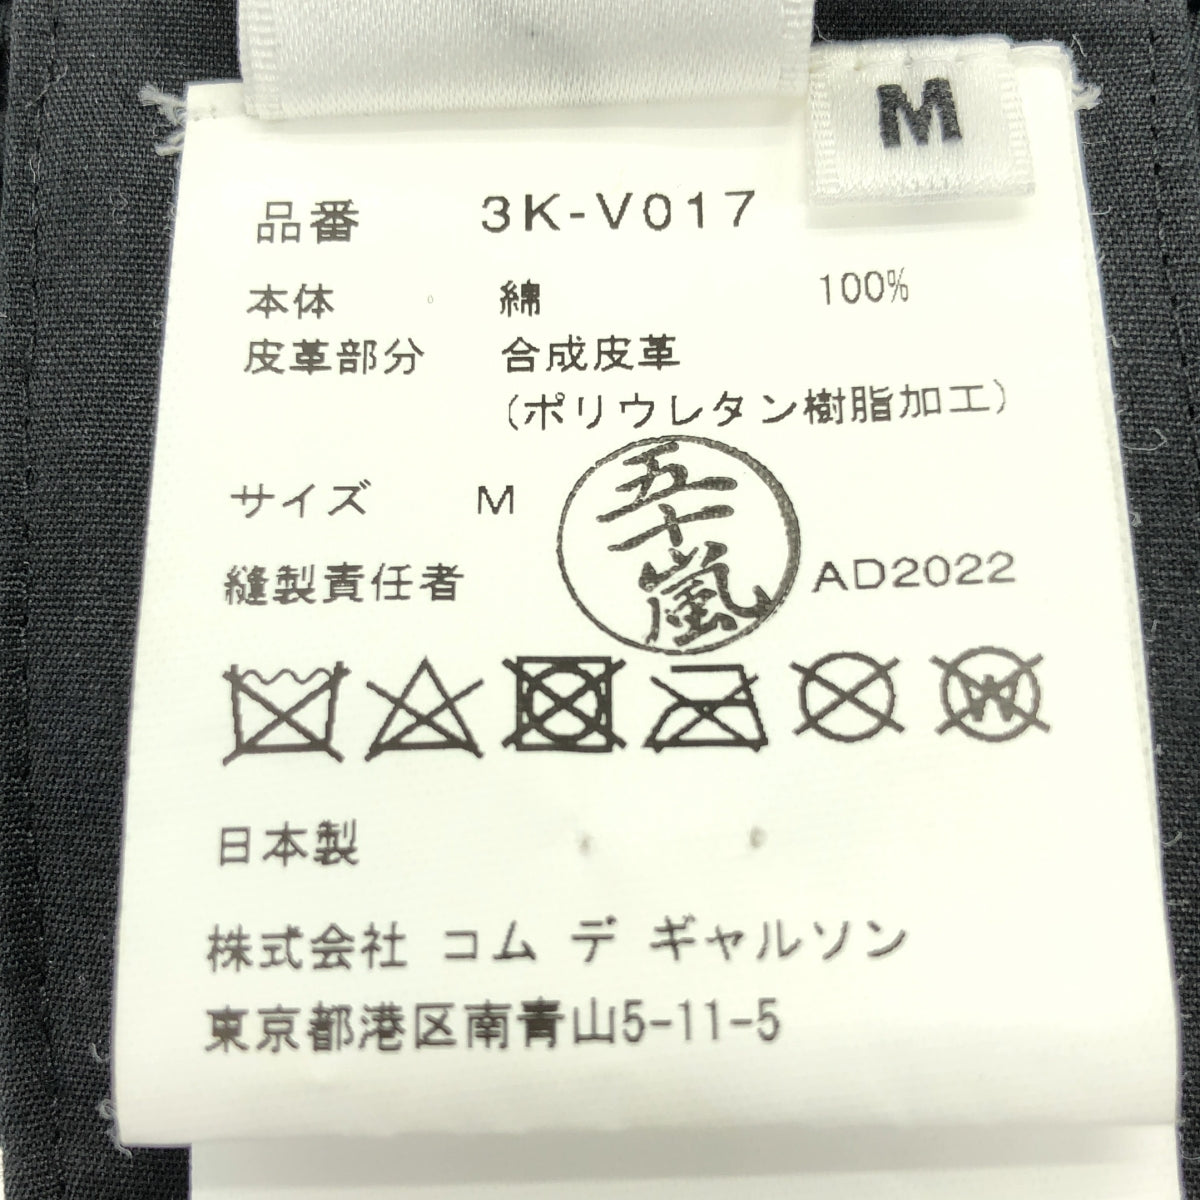 M
品番 3K-V017
本体 綿 100%
皮革部分 合成皮革
(ポリウレタン樹脂加工)
サイズ M
五十嵐
縫製責任者 AD2022
W
日本製
株式会社 コム デ ギャルソン
東京都港区南青山5-11-5